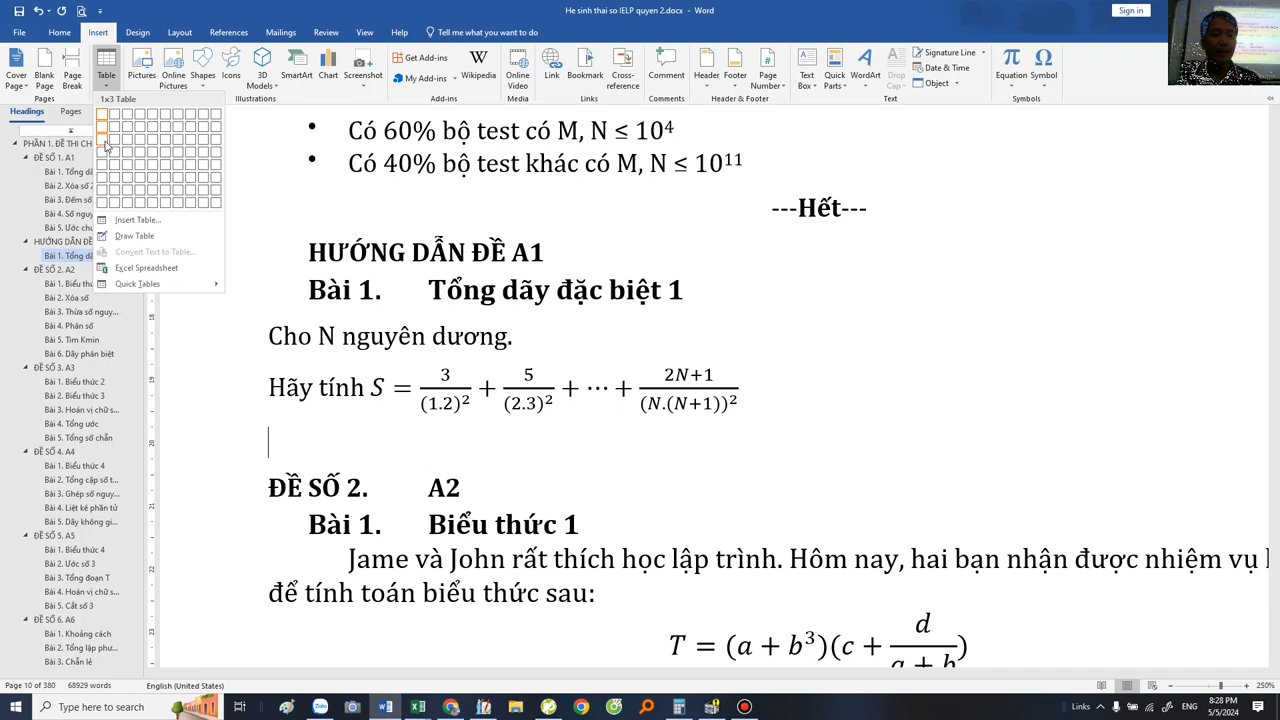 He sinh thai so IELP quyen 2.docx - Word
Sign in
File Home Insert Design Layout References Mailings Review View Help Tell me what you want to do
Cover Page
Blank Page
Page Break
Table
Pictures
Online Pictures
Shapes
Icons
3D Models
SmartArt
Chart
Screenshot
Get Add-ins
My Add-ins
Wikipedia
Online Video
Link
Bookmark
Cross-reference
Comment
Header
Footer
Page Number
Text Box
Quick Parts
WordArt
Drop Cap
Signature Line
Date & Time
Object
Equation
Symbol
Pages
Illustrations
Add-ins
Media
Links
Comments
Header & Footer
Text
Symbols
1x3 Table
Insert Table...
Draw Table
Convert Text to Table...
Excel Spreadsheet
Quick Tables
Headings Pages
PHẦN 1. ĐỀ THI CH
ĐỀ SỐ 1. A1
Bài 1. Tổng dã
Bài 2. Xóa số 2
Bài 3. Đếm số
Bài 4. Số nguy
Bài 5. Ước chu
HƯỚNG DẪN ĐỀ
Bài 1. Tổng dã
ĐỀ SỐ 2. A2
Bài 1. Biểu thứ
Bài 2. Xóa số
Bài 3. Thừa số nguy...
Bài 4. Phân số
Bài 5. Tìm Kmin
Bài 6. Dãy phân biệt
ĐỀ SỐ 3. A3
Bài 1. Biểu thức 2
Bài 2. Biểu thức 3
Bài 3. Hoán vị chữ s...
Bài 4. Tổng ước
Bài 5. Tổng số chẵn
ĐỀ SỐ 4. A4
Bài 1. Biểu thức 4
Bài 2. Tổng cặp số t...
Bài 3. Ghép số nguy...
Bài 4. Liệt kê phần tử
Bài 5. Dãy không gi...
ĐỀ SỐ 5. A5
Bài 1. Biểu thức 4
Bài 2. Ước số 3
Bài 3. Tổng đoạn T
Bài 4. Hoán vị chữ s...
Bài 5. Cắt số 3
ĐỀ SỐ 6. A6
Bài 1. Khoảng cách
Bài 2. Tổng lập phư...
Bài 3. Chẵn lẻ
18
19
20
21
22
23
• Có 60% bộ test có M, N ≤ 10⁴
• Có 40% bộ test khác có M, N ≤ 10¹¹
---Hết---
HƯỚNG DẪN ĐỀ A1
Bài 1. Tổng dãy đặc biệt 1
Cho N nguyên dương.
Hãy tính S = 3/(1.2)² + 5/(2.3)² + ⋯ + 2N+1/(N.(N+1))²
ĐỀ SỐ 2. A2
Bài 1. Biểu thức 1
Jame và John rất thích học lập trình. Hôm nay, hai bạn nhận được nhiệm vụ
để tính toán biểu thức sau:
T = (a + b³)(c + d/a + b)
Page 10 of 380 68929 words English (United States)
250%
Type here to search
Links
ENG
8:28 PM
5/5/2024